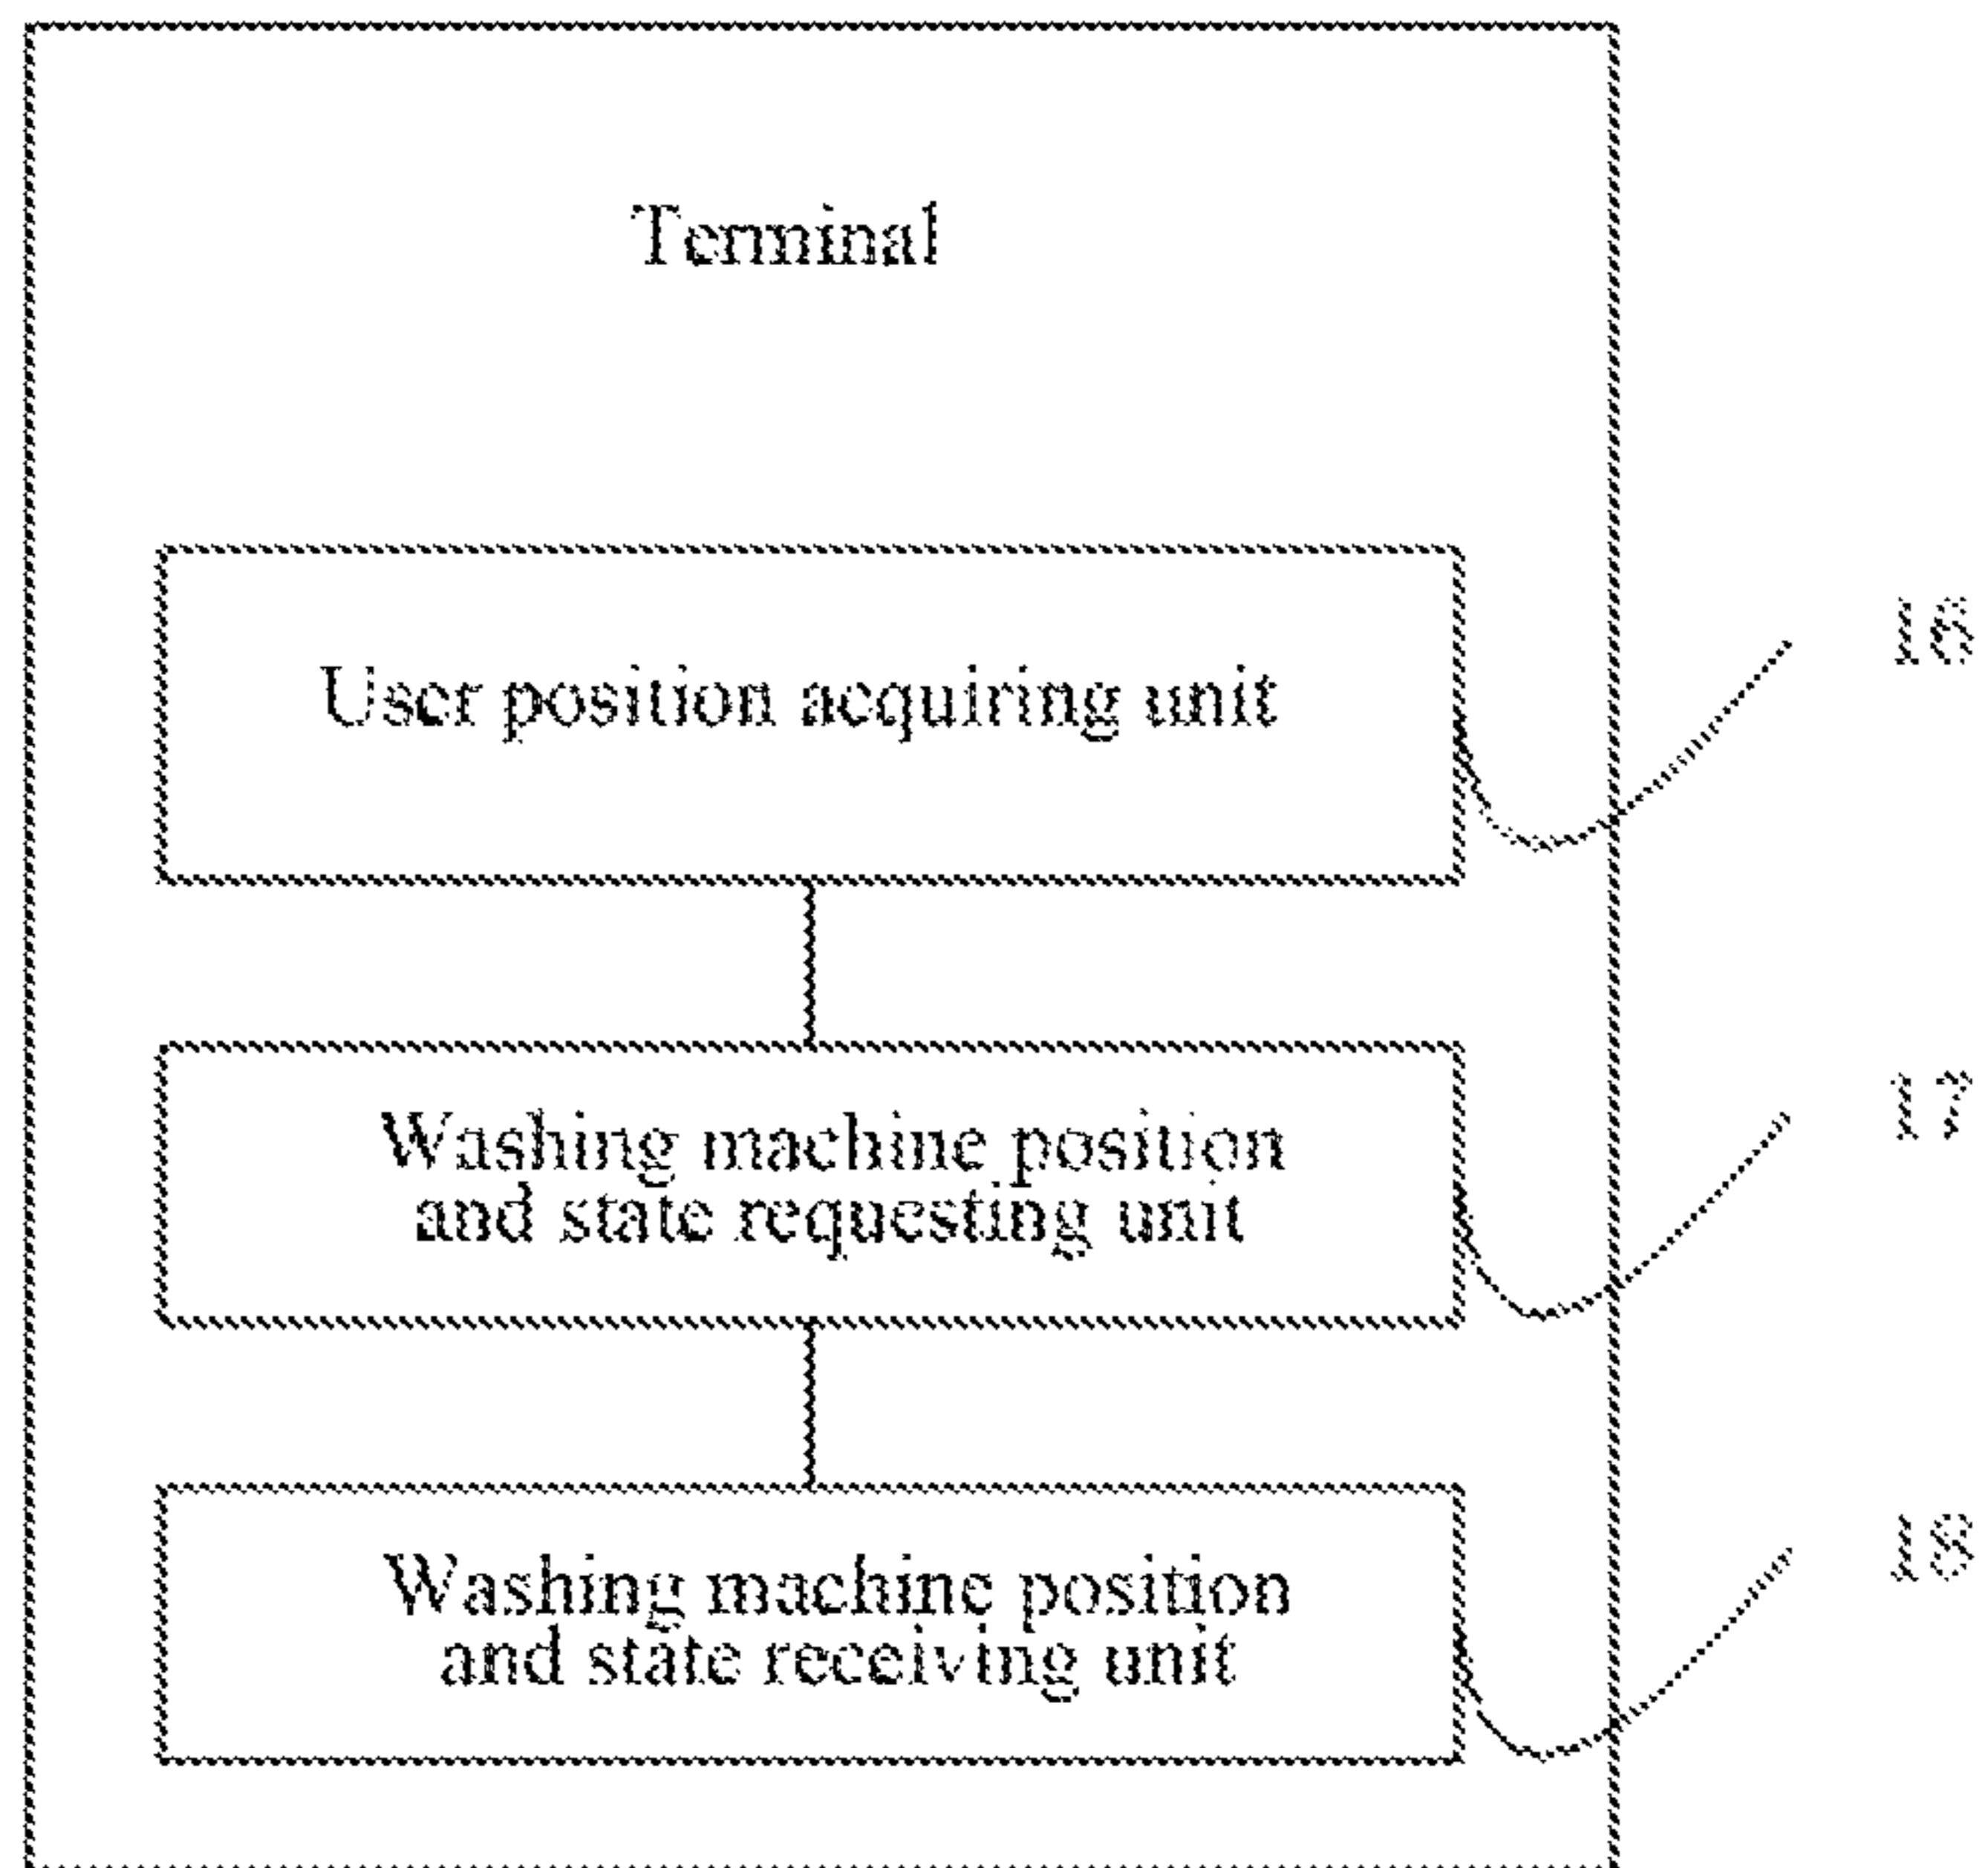 Terminal
User position acquiring unit
16
Washing machine position
and state requesting unit
17
Washing machine position
and state receiving unit
18